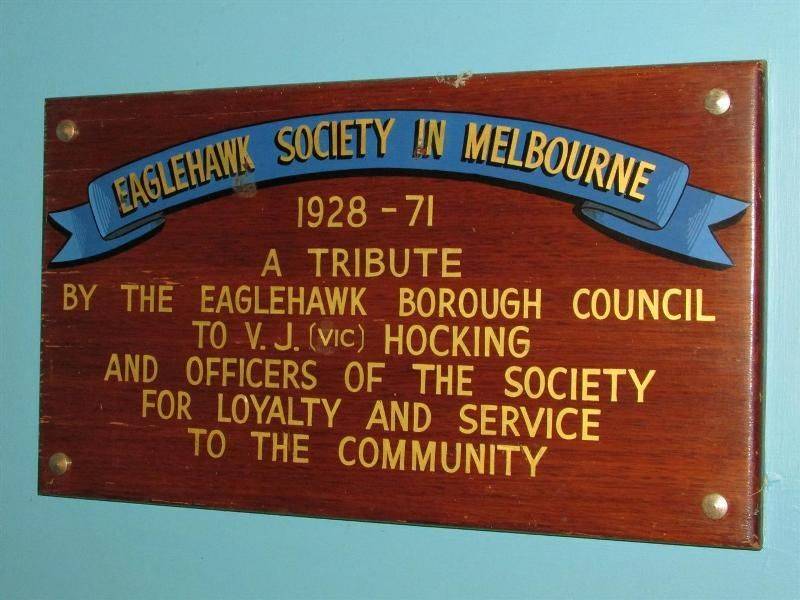 EAGLEHAWK SOCIETY IN MELBOURNE
1928 - 71
A TRIBUTE
BY THE EAGLEHAWK BOROUGH COUNCIL
TO V. J. (VIC) HOCKING
AND OFFICERS OF THE SOCIETY
FOR LOYALTY AND SERVICE
TO THE COMMUNITY